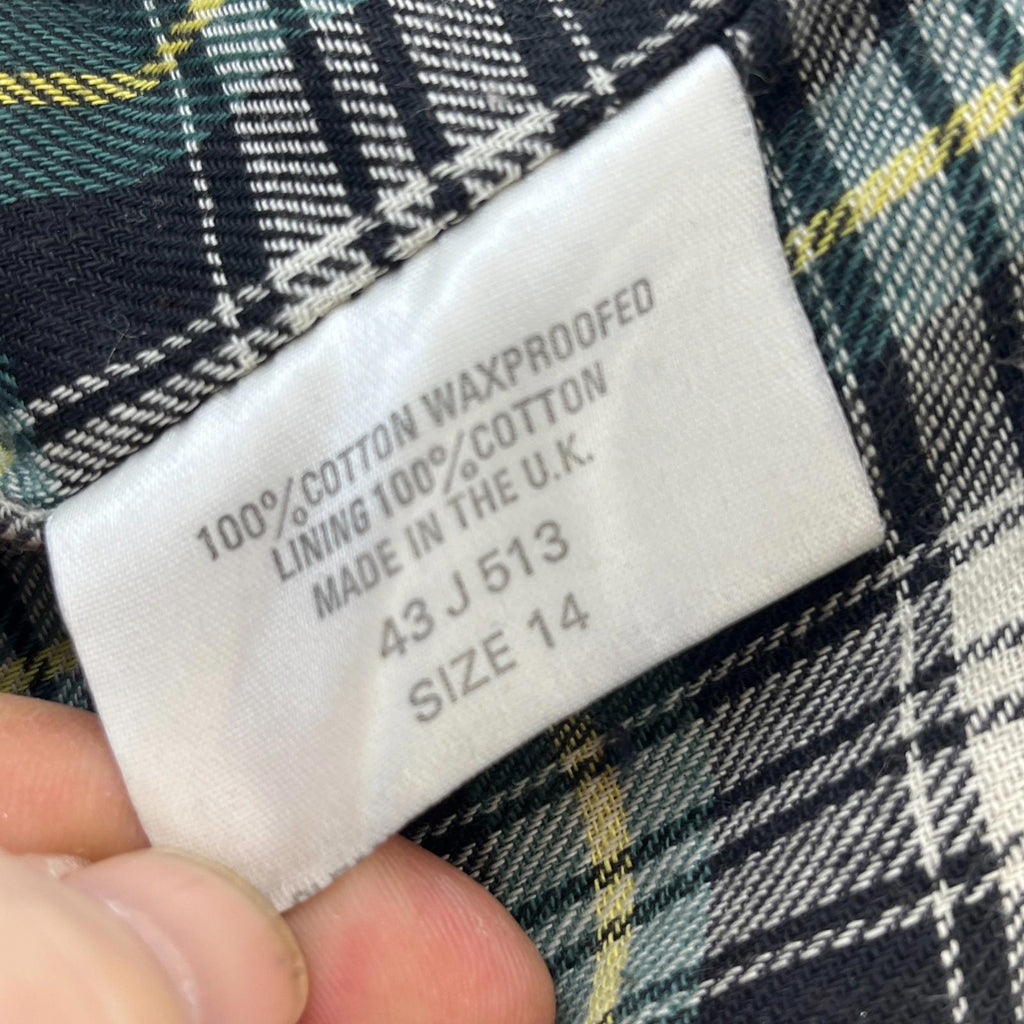 100% COTTON WAXPROOFED
LINING 100% COTTON
MADE IN THE U.K.
43 J 513
SIZE 14